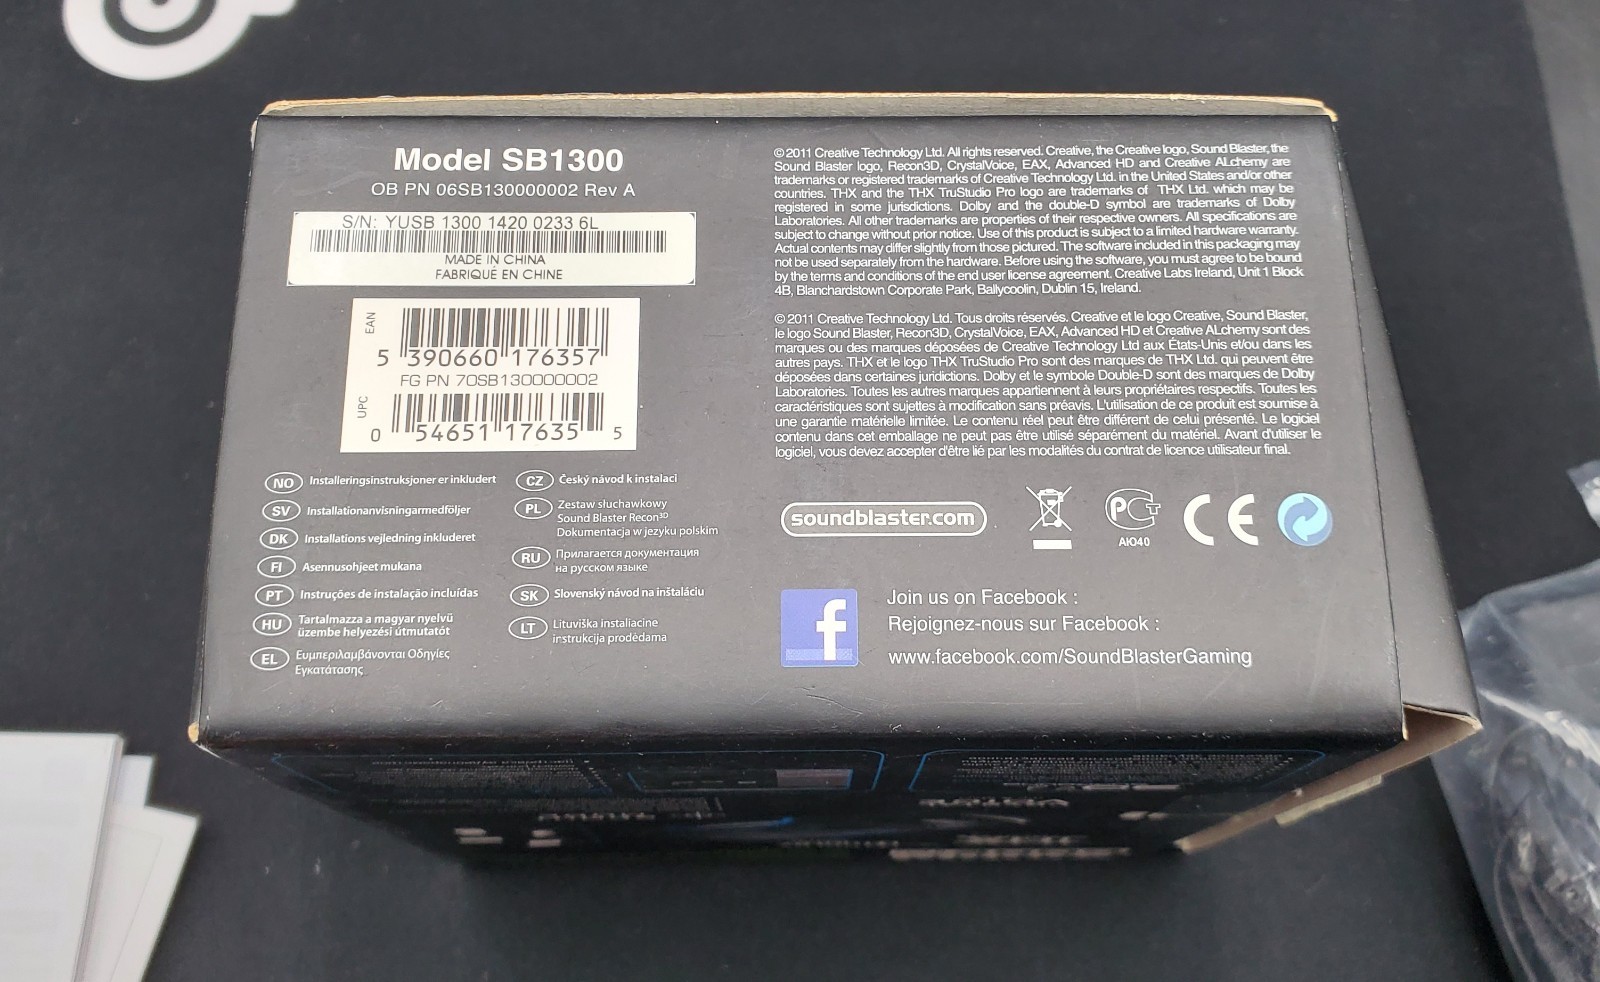 Model SB1300
OB PN 06SB130000002 Rev A
S/N: YUSB 1300 1420 0233 6L
MADE IN CHINA
FABRIQUÉ EN CHINE
EAN
5 390660 176357
FG PN 70SB130000002
UPC
0 54651 17635 5
NO Installeringsinstruksjoner er inkludert
SV Installationanvisningarmedföljer
DK Installations vejledning inkluderet
FI Asennusohjeet mukana
PT Instruções de instalação incluídas
HU Tartalmazza a magyar nyelvű
üzembe helyezési útmutatót
EL Ευμπεριλαμβάνονται Οδηγίες
Εγκατάτασης
CZ Český návod k instalaci
PL Zestaw słuchawkowy
Sound Blaster Recon3D
Dokumentacja w jezyku polskim
RU Прилагается документация
на русском языке
SK Slovenský návod na inštaláciu
LT Lituviška instaliacine
instrukcija prodėdama
©2011 Creative Technology Ltd. All rights reserved. Creative, the Creative logo, Sound Blaster, the
Sound Blaster logo, Recon3D, CrystalVoice, EAX, Advanced HD and Creative ALchemy are
trademarks or registered trademarks of Creative Technology Ltd. in the United States and/or other
countries. THX and the THX TruStudio Pro logo are trademarks of THX Ltd. which may be
registered in some jurisdictions. Dolby and the double-D symbol are trademarks of Dolby
Laboratories. All other trademarks are properties of their respective owners. All specifications are
subject to change without prior notice. Use of this product is subject to a limited hardware warranty.
Actual contents may differ slightly from those pictured. The software included in this packaging may
not be used separately from the hardware. Before using the software, you must agree to be bound
by the terms and conditions of the end user license agreement. Creative Labs Ireland, Unit 1 Block
4B, Blanchardstown Corporate Park, Ballycoolin, Dublin 15, Ireland.
©2011 Creative Technology Ltd. Tous droits réservés. Creative et le logo Creative, Sound Blaster,
le logo Sound Blaster, Recon3D, CrystalVoice, EAX, Advanced HD et Creative ALchemy sont des
marques ou des marques déposées de Creative Technology Ltd aux États-Unis et/ou dans les
autres pays. THX et le logo THX TruStudio Pro sont des marques de THX Ltd. qui peuvent être
déposées dans certaines juridictions. Dolby et le symbole Double-D sont des marques de Dolby
Laboratories. Toutes les autres marques appartiennent à leurs propriétaires respectifs. Toutes les
caractéristiques sont sujettes à modification sans préavis. L'utilisation de ce produit est soumise à
une garantie matérielle limitée. Le contenu réel peut être différent de celui présenté. Le logiciel
contenu dans cet emballage ne peut pas être utilisé séparément du matériel. Avant d'utiliser le
logiciel, vous devez accepter d'être lié par les modalités du contrat de licence utilisateur final.
soundblaster.com
АЮ40
CE
f
Join us on Facebook :
Rejoignez-nous sur Facebook :
www.facebook.com/SoundBlasterGaming